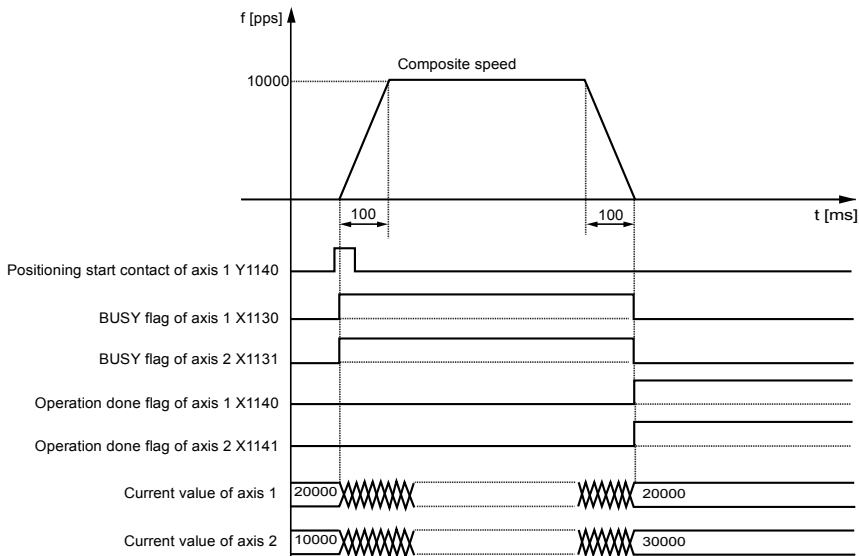 f [pps]
Composite speed
10000
t [ms]
100
100
Positioning start contact of axis 1 Y1140
BUSY flag of axis 1 X1130
BUSY flag of axis 2 X1131
Operation done flag of axis 1 X1140
Operation done flag of axis 2 X1141
Current value of axis 1 20000 20000
Current value of axis 2 10000 30000